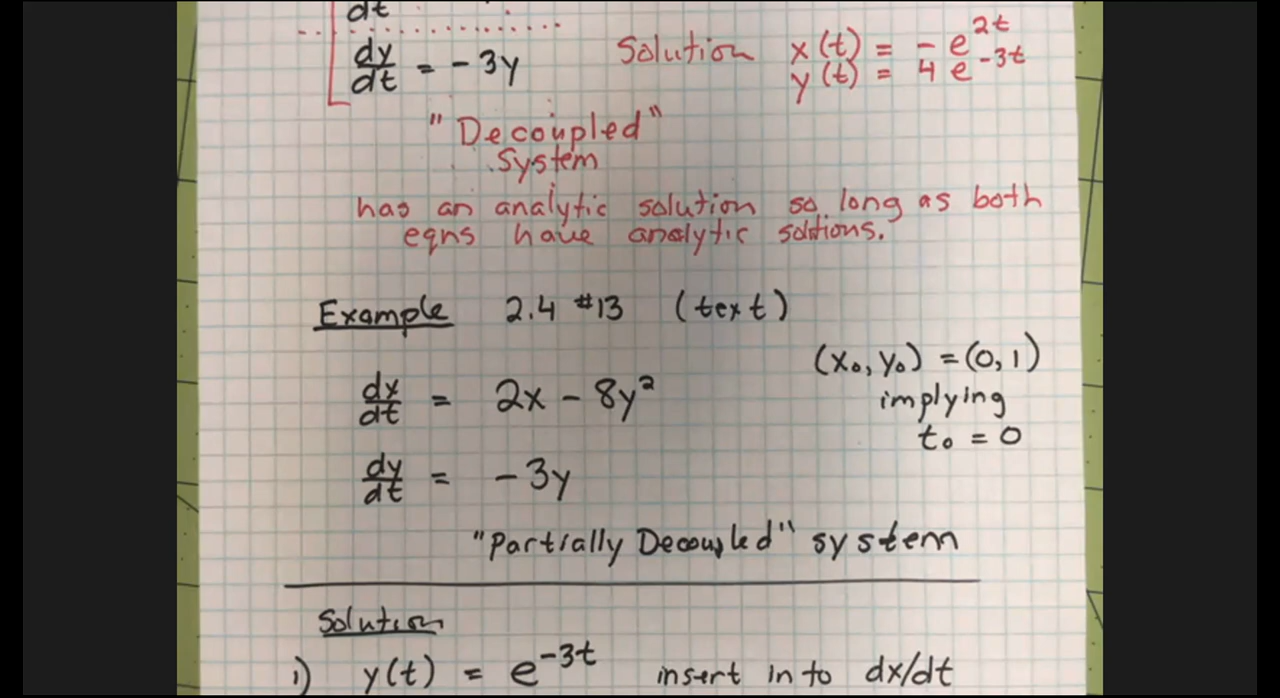 dt
dy/dt = -3y
Solution x(t) = -e^2t
y(t) = 4e^-3t
"Decoupled"
System
has an analytic solution so long as both
eqns have analytic solutions.
Example 2.4 #13 (text)
(x₀, y₀) = (0, 1)
implying
t₀ = 0
dx/dt = 2x - 8y²
dy/dt = -3y
"Partially Decoupled" system
Solution
1) y(t) = e^-3t insert into dx/dt